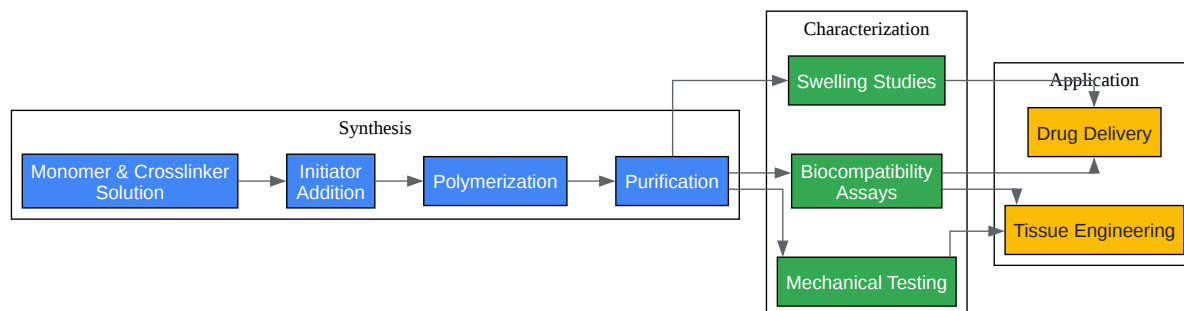 Synthesis
Monomer & Crosslinker
Solution
Initiator
Addition
Polymerization
Purification
Characterization
Swelling Studies
Biocompatibility
Assays
Mechanical Testing
Application
Drug Delivery
Tissue Engineering